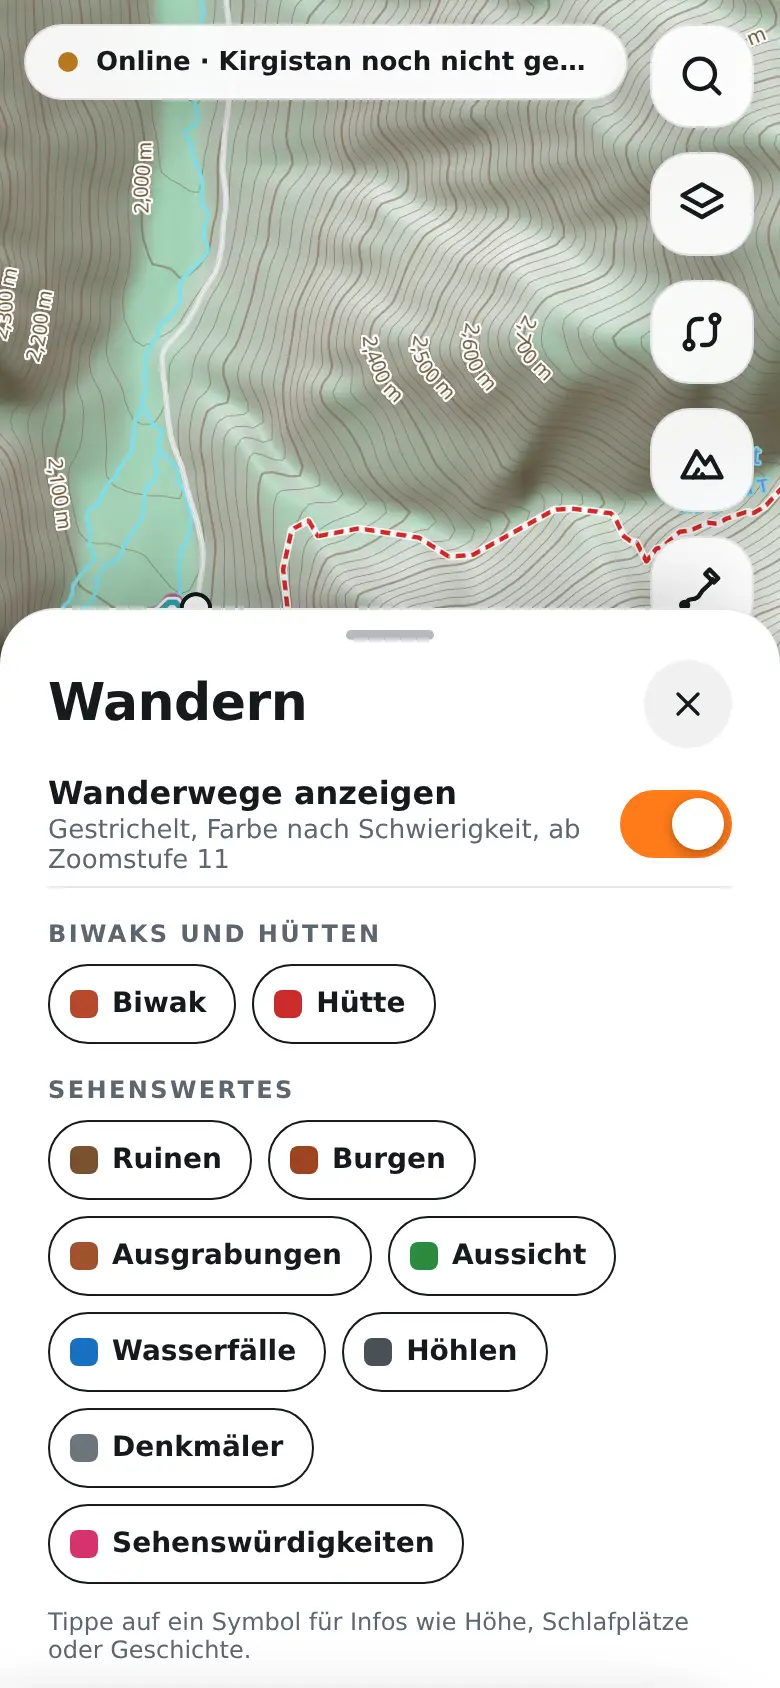 Online · Kirgistan noch nicht ge…
m
2,000 m
2,200 m
2,400 m
2,500 m
2,600 m
2,100 m
Wandern
Wanderwege anzeigen
Gestrichelt, Farbe nach Schwierigkeit, ab
Zoomstufe 11
BIWAKS UND HÜTTEN
Biwak
Hütte
SEHENSWERTES
Ruinen
Burgen
Ausgrabungen
Aussicht
Wasserfälle
Höhlen
Denkmäler
Sehenswürdigkeiten
Tippe auf ein Symbol für Infos wie Höhe, Schlafplätze
oder Geschichte.